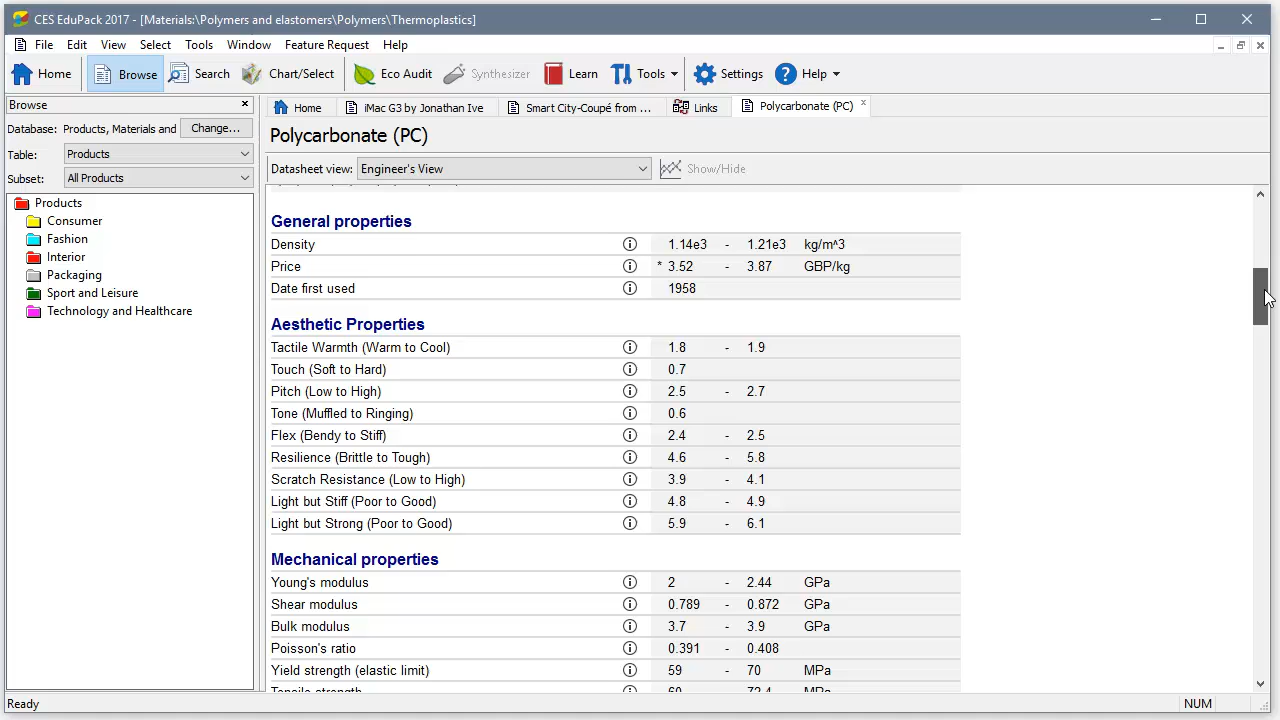 CES EduPack 2017 - [Materials:\Polymers and elastomers\Polymers\Thermoplastics]
File Edit View Select Tools Window Feature Request Help
Home Browse Search Chart/Select Eco Audit Synthesizer Learn Tools Settings Help
Browse
Database: Products, Materials and Change...
Table: Products
Subset: All Products
Products
Consumer
Fashion
Interior
Packaging
Sport and Leisure
Technology and Healthcare
Home iMac G3 by Jonathan Ive Smart City-Coupé from ... Links Polycarbonate (PC)
Polycarbonate (PC)
Datasheet view: Engineer's View Show/Hide
General properties
Density 1.14e3 - 1.21e3 kg/m^3
Price * 3.52 - 3.87 GBP/kg
Date first used 1958
Aesthetic Properties
Tactile Warmth (Warm to Cool) 1.8 - 1.9
Touch (Soft to Hard) 0.7
Pitch (Low to High) 2.5 - 2.7
Tone (Muffled to Ringing) 0.6
Flex (Bendy to Stiff) 2.4 - 2.5
Resilience (Brittle to Tough) 4.6 - 5.8
Scratch Resistance (Low to High) 3.9 - 4.1
Light but Stiff (Poor to Good) 4.8 - 4.9
Light but Strong (Poor to Good) 5.9 - 6.1
Mechanical properties
Young's modulus 2 - 2.44 GPa
Shear modulus 0.789 - 0.872 GPa
Bulk modulus 3.7 - 3.9 GPa
Poisson's ratio 0.391 - 0.408
Yield strength (elastic limit) 59 - 70 MPa
Tensile strength 60 - 72.4 MPa
Ready NUM